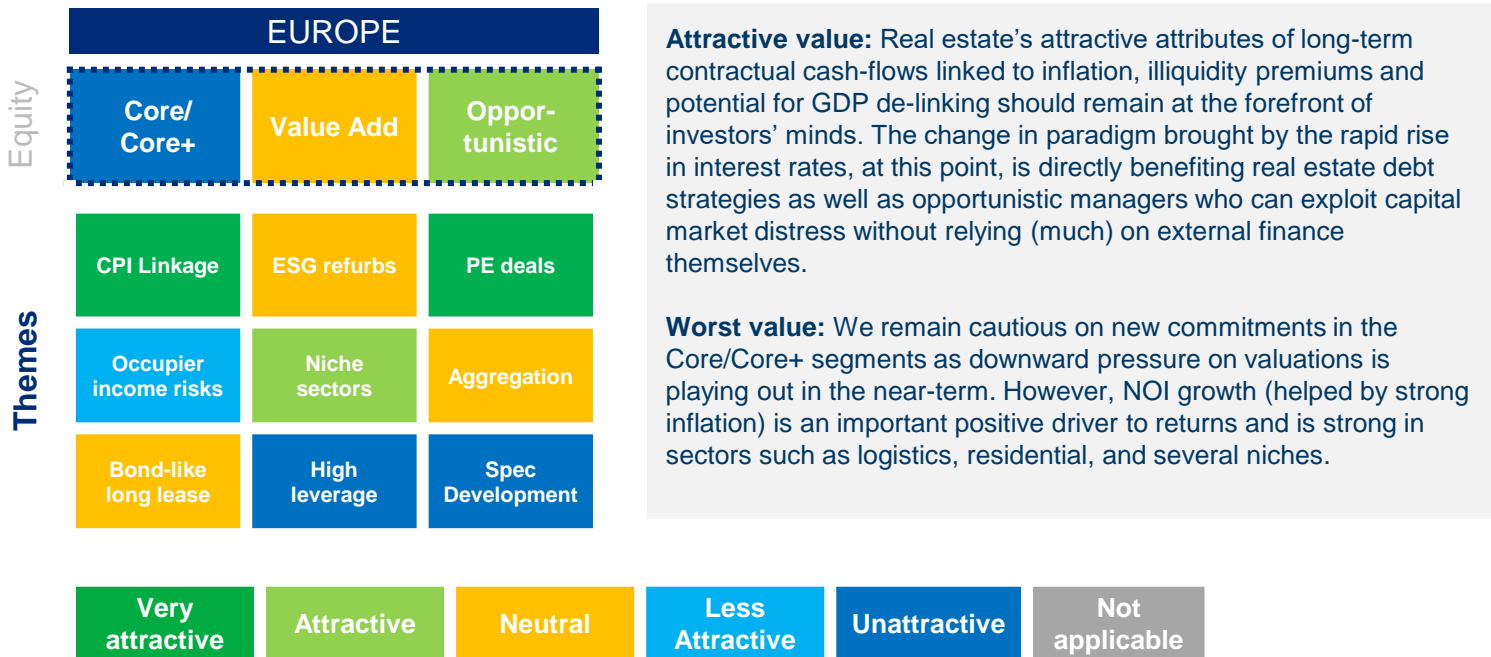 EUROPE
Equity
Core/
Core+
Value Add
Oppor-
tunistic
Themes
CPI Linkage
ESG refurbs
PE deals
Occupier
income risks
Niche
sectors
Aggregation
Bond-like
long lease
High
leverage
Spec
Development
Attractive value: Real estate’s attractive attributes of long-term
contractual cash-flows linked to inflation, illiquidity premiums and
potential for GDP de-linking should remain at the forefront of
investors’ minds. The change in paradigm brought by the rapid rise
in interest rates, at this point, is directly benefiting real estate debt
strategies as well as opportunistic managers who can exploit capital
market distress without relying (much) on external finance
themselves.
Worst value: We remain cautious on new commitments in the
Core/Core+ segments as downward pressure on valuations is
playing out in the near-term. However, NOI growth (helped by strong
inflation) is an important positive driver to returns and is strong in
sectors such as logistics, residential, and several niches.
Very
attractive
Attractive
Neutral
Less
Attractive
Unattractive
Not
applicable